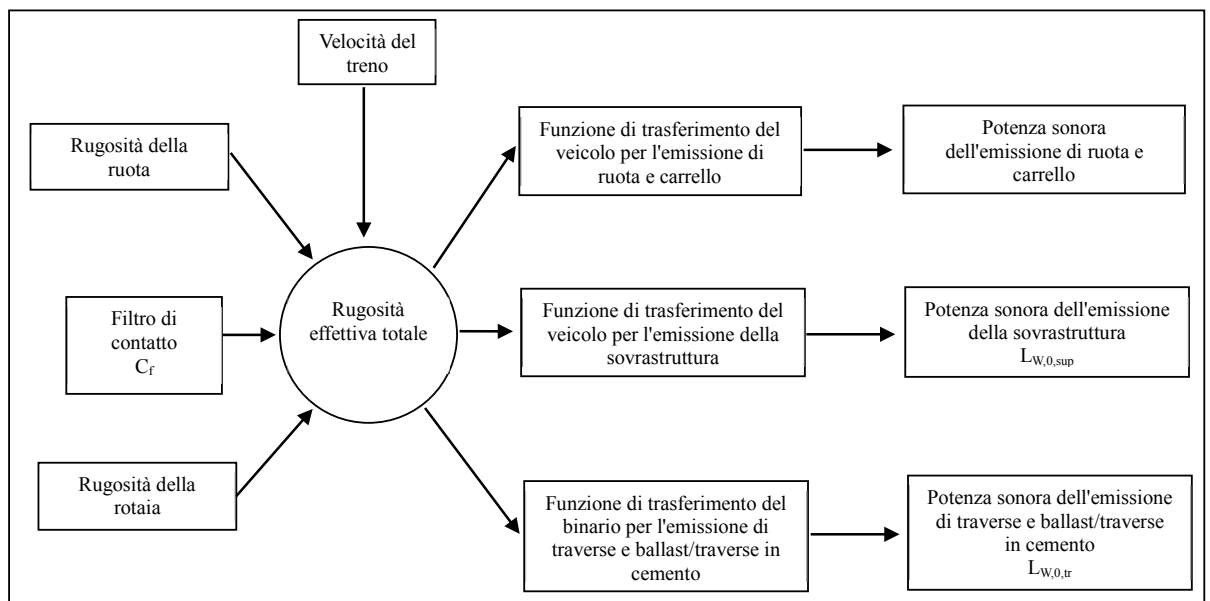 Velocità del
treno
Rugosità della
ruota
Filtro di
contatto
Cf
Rugosità della
rotaia
Rugosità
effettiva totale
Funzione di trasferimento del
veicolo per l'emissione di
ruota e carrello
Potenza sonora
dell'emissione di ruota e
carrello
Funzione di trasferimento del
veicolo per l'emissione della
sovrastruttura
Potenza sonora dell'emissione
della sovrastruttura
LW,0,sup
Funzione di trasferimento del
binario per l'emissione di
traverse e ballast/traverse in
cemento
Potenza sonora dell'emissione
di traverse e ballast/traverse
in cemento
LW,0,tr